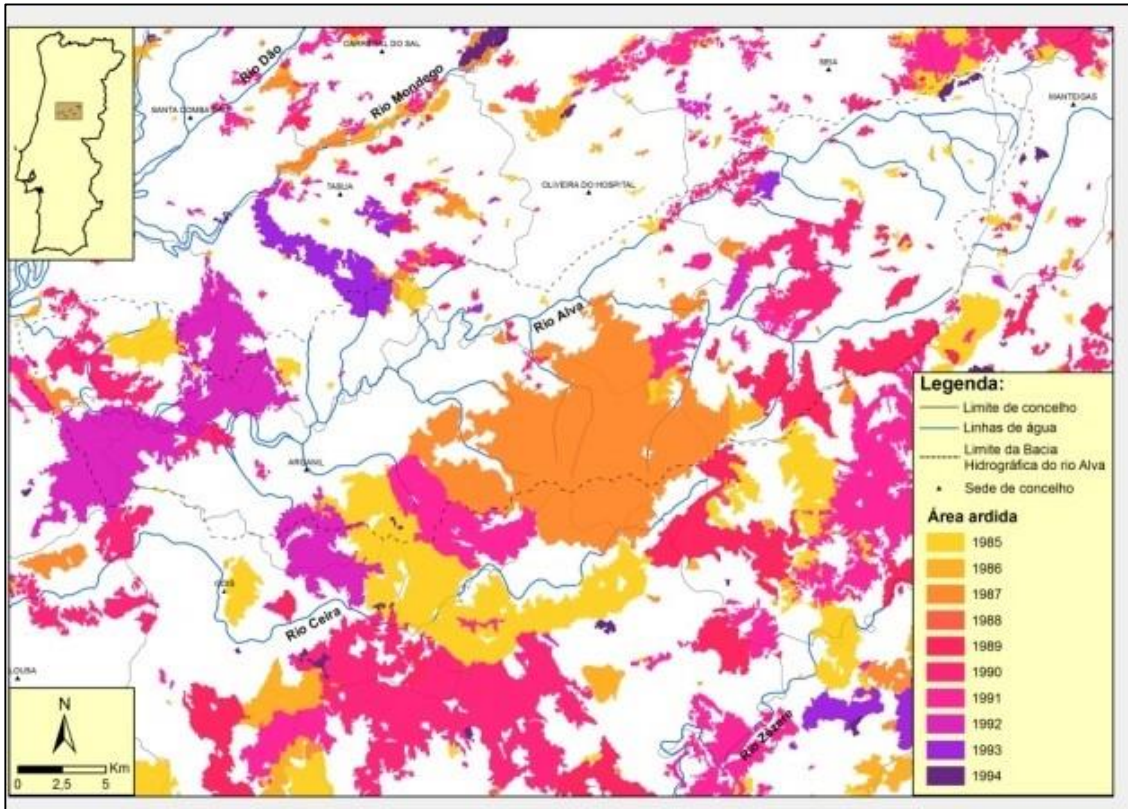 CARREGAL DO SAL
Rio Dão
Rio Mondego
SEIA
MANTEIGAS
SANTA COMBA DÃO
TÁBUA
OLIVEIRA DO HOSPITAL
Rio Alva
ARGANIL
GÓIS
Rio Ceira
LOUSÃ
Rio Zêzere
N
0 2,5 5 Km
Legenda:
Limite de concelho
Linhas de água
Limite da Bacia
Hidrográfica do rio Alva
Sede de concelho
Área ardida
1985
1986
1987
1988
1989
1990
1991
1992
1993
1994